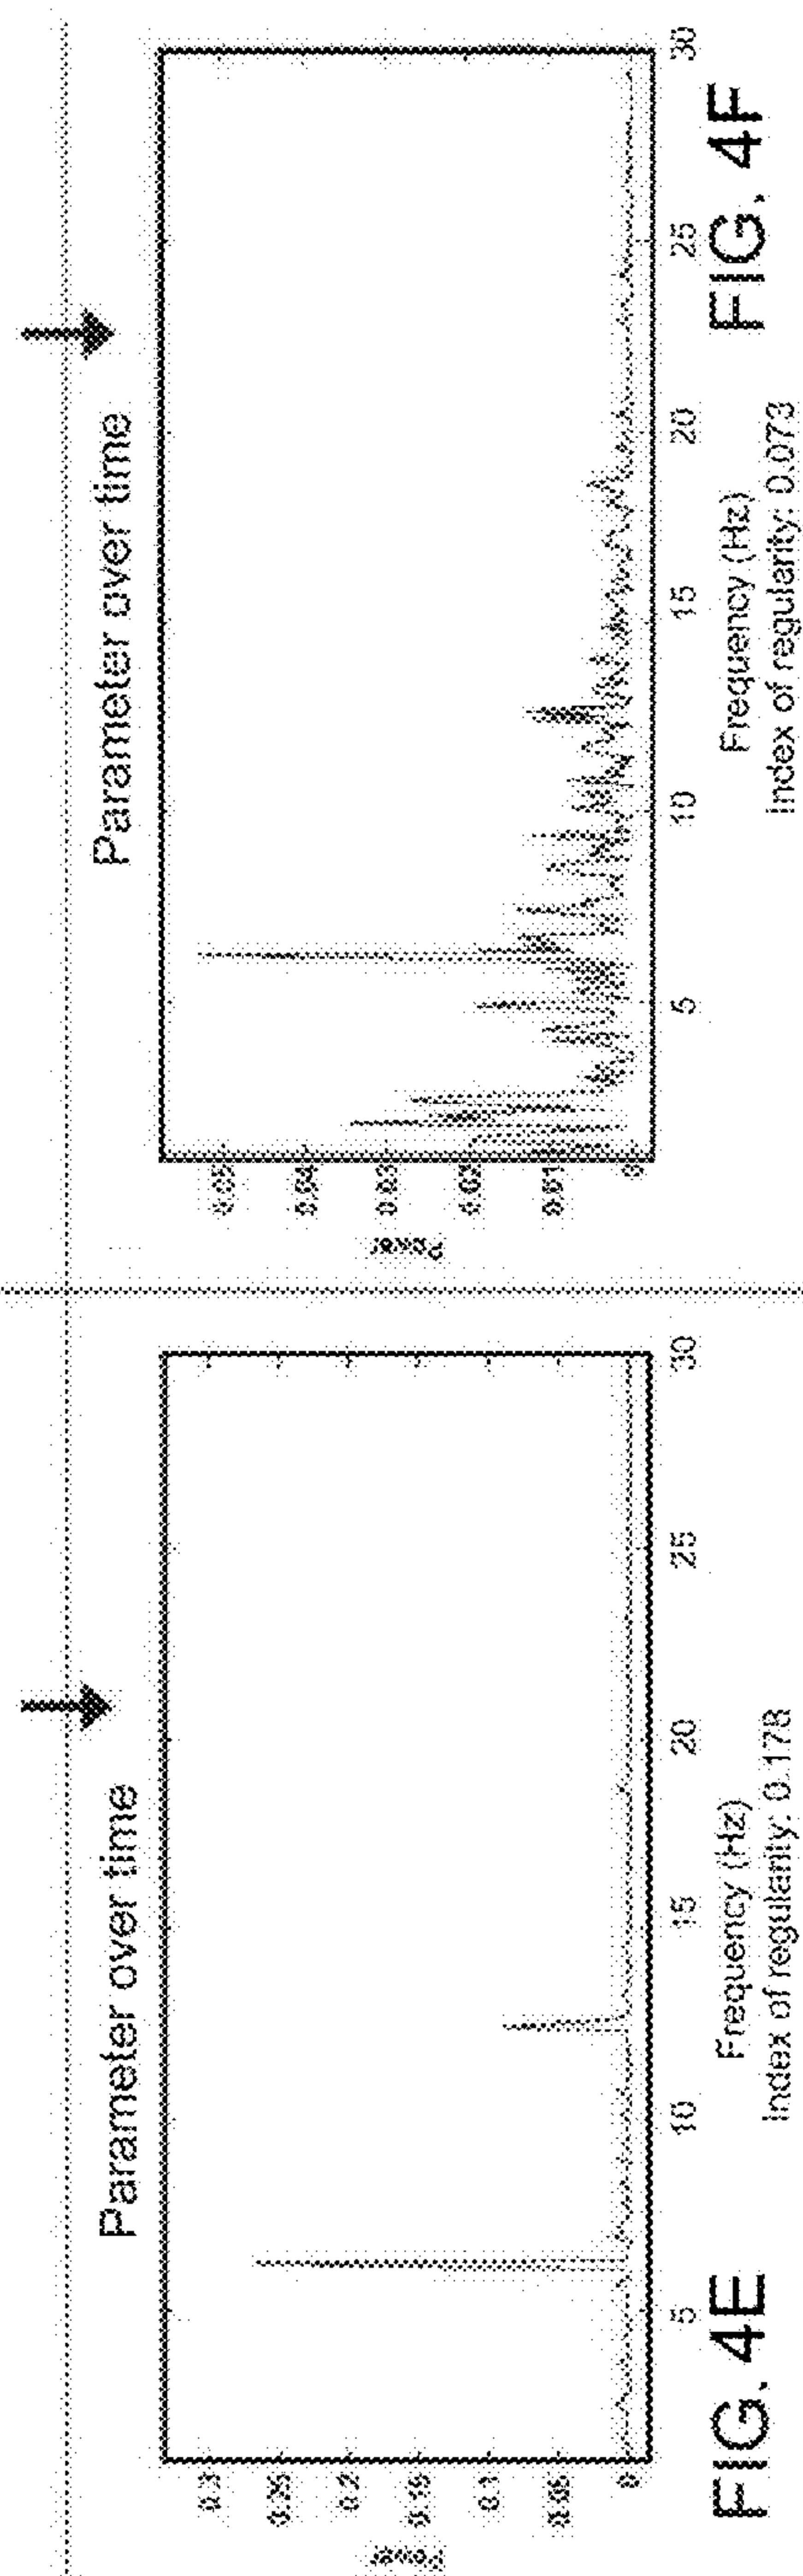 Parameter over time
Power
0.3
0.25
0.2
0.15
0.1
0.05
0
5
10
15
20
25
30
Frequency (Hz)
Index of regularity: 0.178
FIG. 4E
Parameter over time
Power
0.05
0.04
0.03
0.02
0.01
0
5
10
15
20
25
30
Frequency (Hz)
Index of regularity: 0.073
FIG. 4F